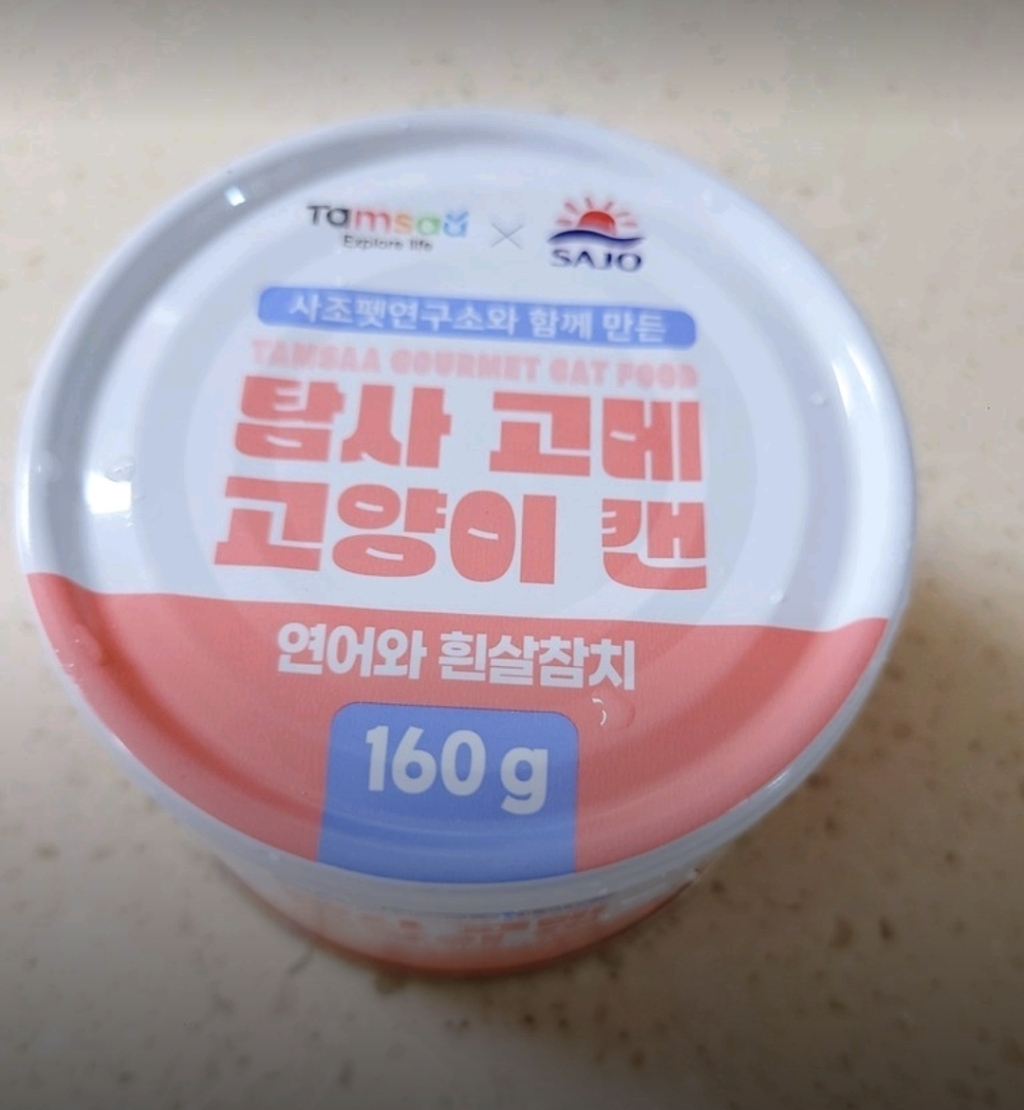 Tamsaa × SAJO
Explore life
사조펫연구소와 함께 만든
TAMSAA GOURMET CAT FOOD
탐사 고메
고양이 캔
연어와 흰살참치
160 g